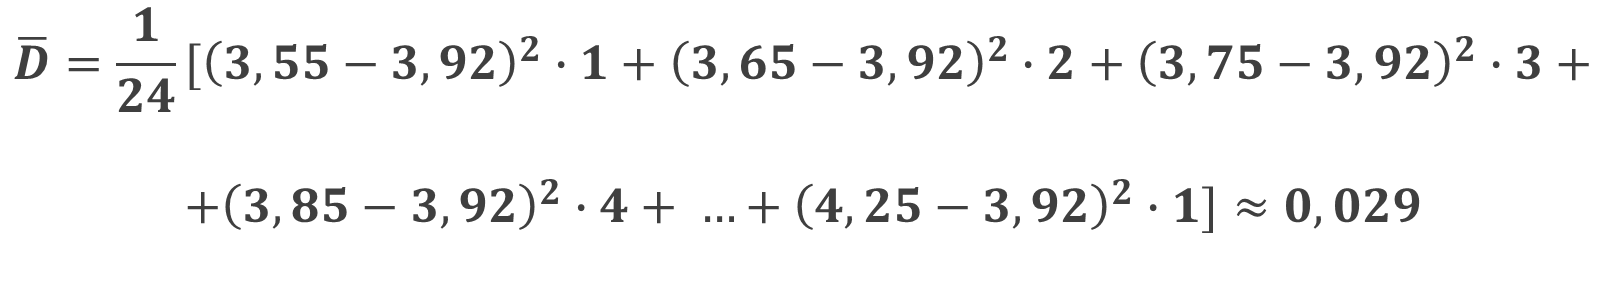 D̅ = 1/24 [(3,55 − 3,92)² · 1 + (3,65 − 3,92)² · 2 + (3,75 − 3,92)² · 3 +
+(3,85 − 3,92)² · 4 + ... + (4,25 − 3,92)² · 1] ≈ 0,029